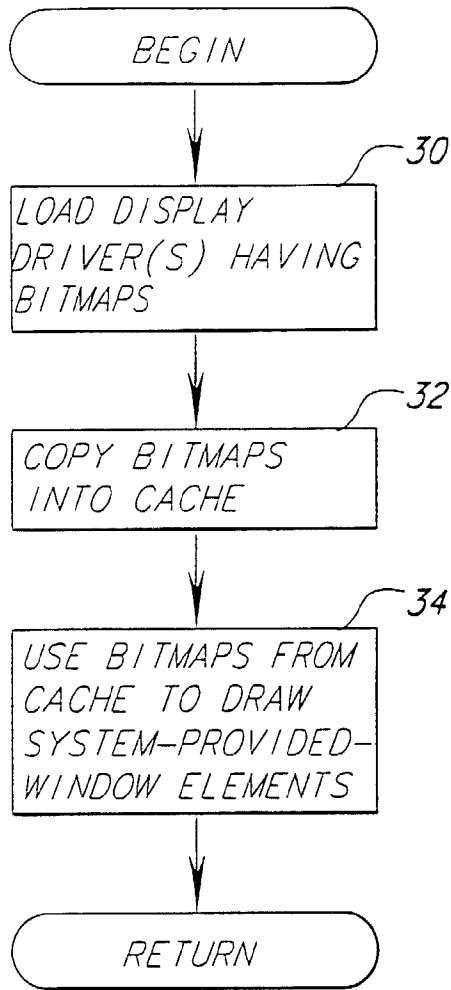 BEGIN
30
LOAD DISPLAY
DRIVER(S) HAVING
BITMAPS
32
COPY BITMAPS
INTO CACHE
34
USE BITMAPS FROM
CACHE TO DRAW
SYSTEM-PROVIDED-
WINDOW ELEMENTS
RETURN